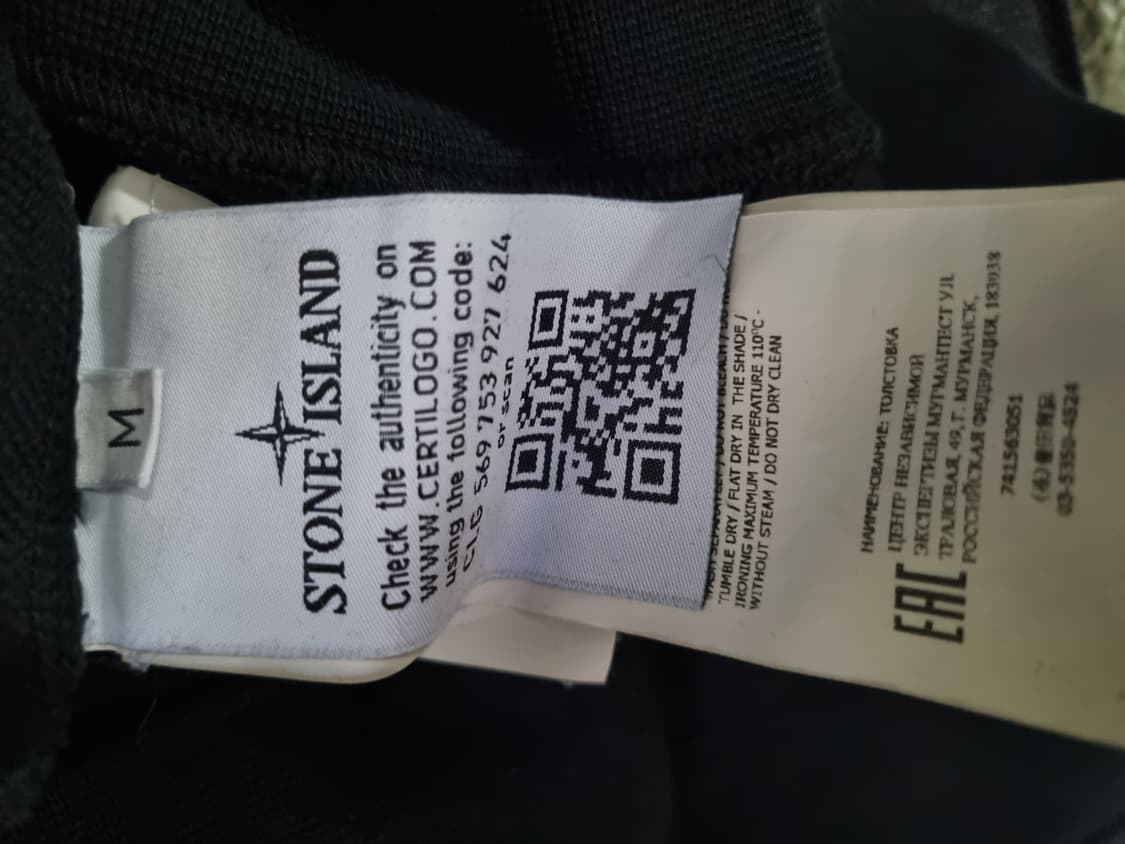 M
STONE ISLAND
Check the authenticity on
WWW.CERTILOGO.COM
using the following code:
CLG 569 753 927 624
or scan
TUMBLE DRY / FLAT DRY IN THE SHADE /
IRONING MAXIMUM TEMPERATURE 110°C -
WITHOUT STEAM / DO NOT DRY CLEAN
НАИМЕНОВАНИЕ: ТОЛСТОВКА
ЦЕНТР НЕЗАВИСИМОЙ
ЭКСПЕРТИЗЫ МУРМАНТЕСТ УЛ.
ТРАЛОВАЯ, 49, Г. МУРМАНСК,
РОССИЙСКАЯ ФЕДЕРАЦИЯ, 183038
EAC
741563051
03-5350-4524